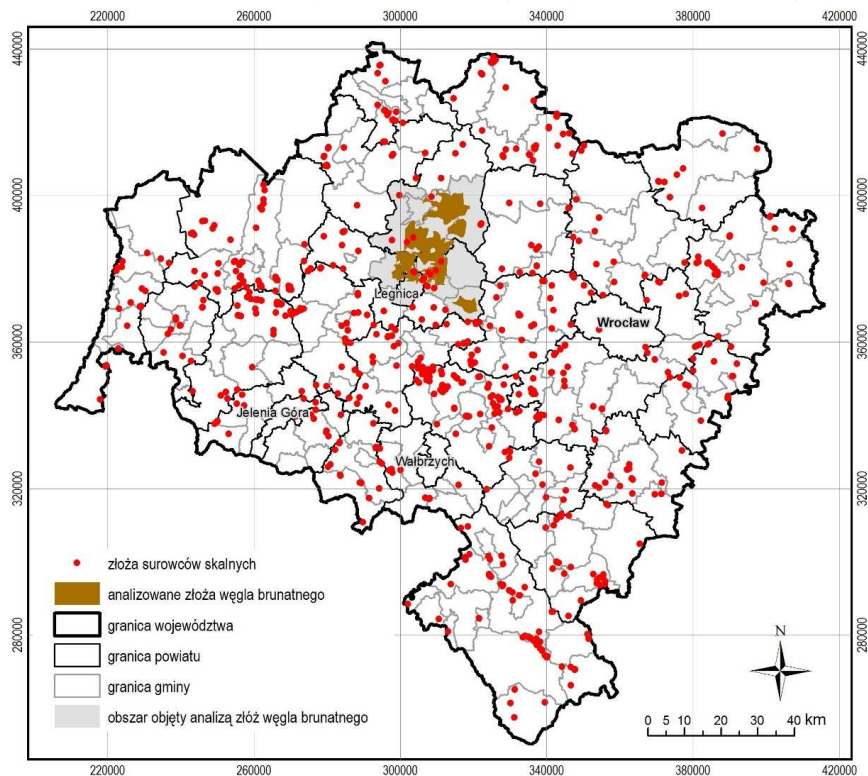 220000 260000 300000 340000 380000 420000
440000 440000
400000 400000
Legnica
Wrocław
360000 360000
Jelenia Góra
Wałbrzych
320000 320000
złoża surowców skalnych
analizowane złoża węgla brunatnego
granica województwa
280000 280000
granica powiatu
N
granica gminy
obszar objęty analizą złóż węgla brunatnego
0 5 10 20 30 40 km
220000 260000 300000 340000 380000 420000